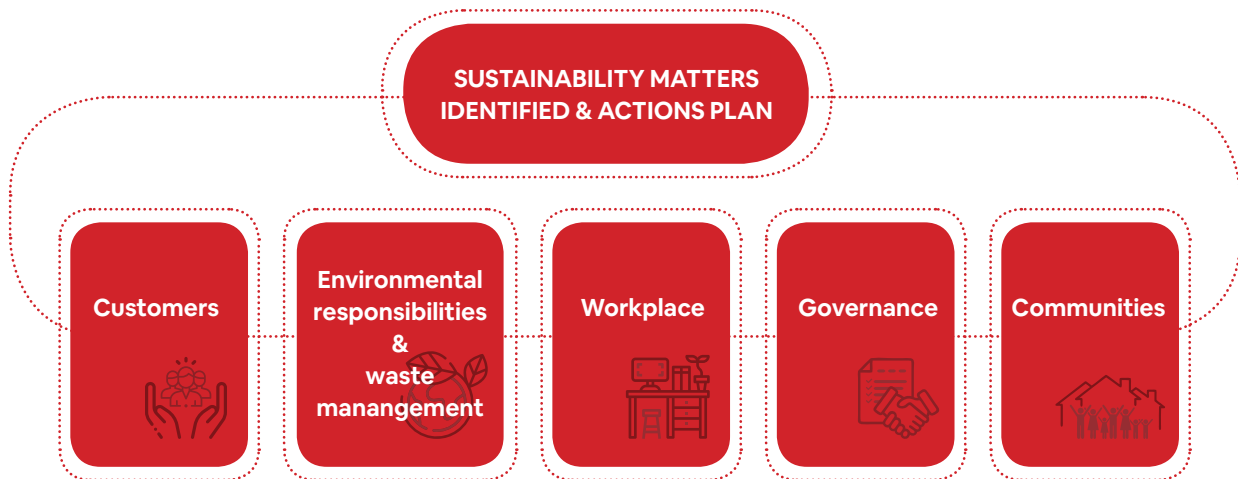 SUSTAINABILITY MATTERS
IDENTIFIED & ACTIONS PLAN
Customers
Environmental
responsibilities
&
waste
manangement
Workplace
Governance
Communities